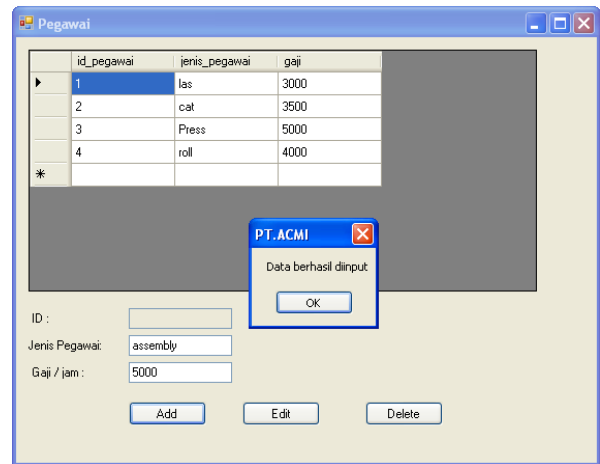 Pegawai
id_pegawai jenis_pegawai gaji
1 las 3000
2 cat 3500
3 Press 5000
4 roll 4000
PT.ACMI
Data berhasil diinput
OK
ID :
Jenis Pegawai: assembly
Gaji / jam : 5000
Add Edit Delete